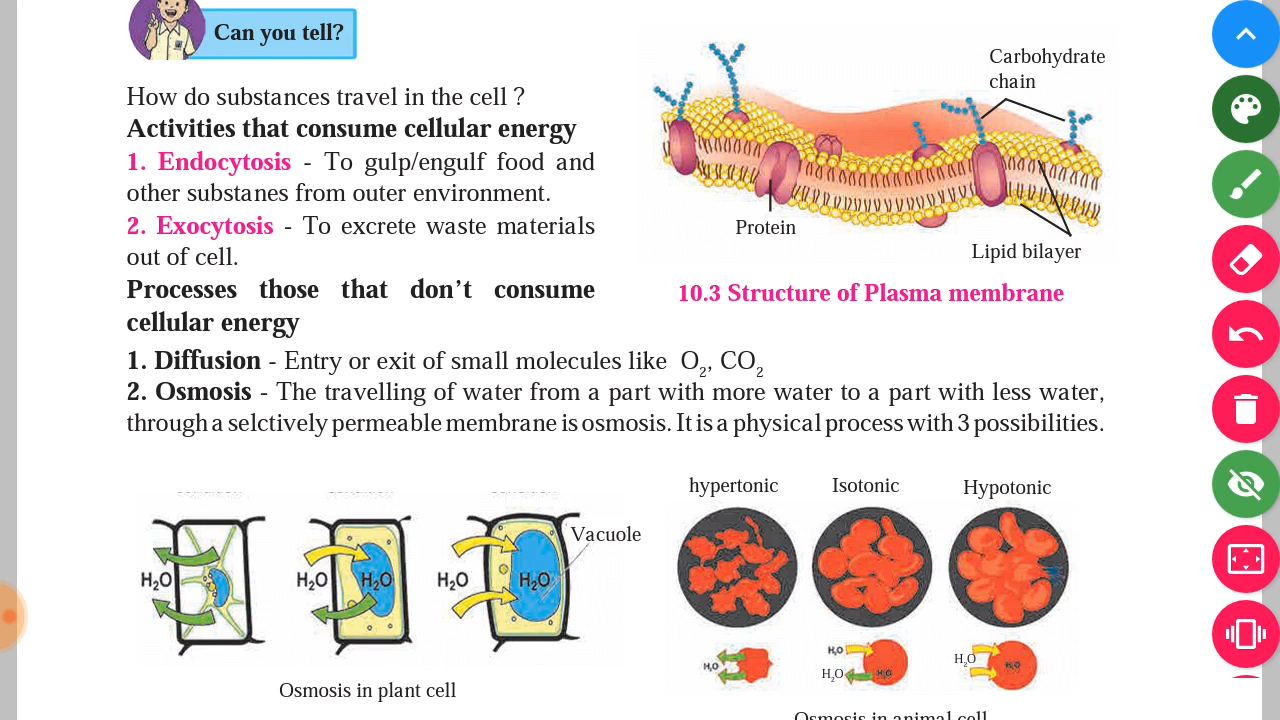 Can you tell?
How do substances travel in the cell ?
Activities that consume cellular energy
1. Endocytosis - To gulp/engulf food and
other substanes from outer environment.
2. Exocytosis - To excrete waste materials
out of cell.
Processes those that don't consume
cellular energy
Carbohydrate
chain
Protein
Lipid bilayer
10.3 Structure of Plasma membrane
1. Diffusion - Entry or exit of small molecules like O₂, CO₂
2. Osmosis - The travelling of water from a part with more water to a part with less water,
through a selctively permeable membrane is osmosis. It is a physical process with 3 possibilities.
H₂O
H₂O
H₂O
H₂O
H₂O
Vacuole
Osmosis in plant cell
hypertonic
Isotonic
Hypotonic
H₂O
H₂O
H₂O
H₂O
H₂O
H₂O
Osmosis in animal cell